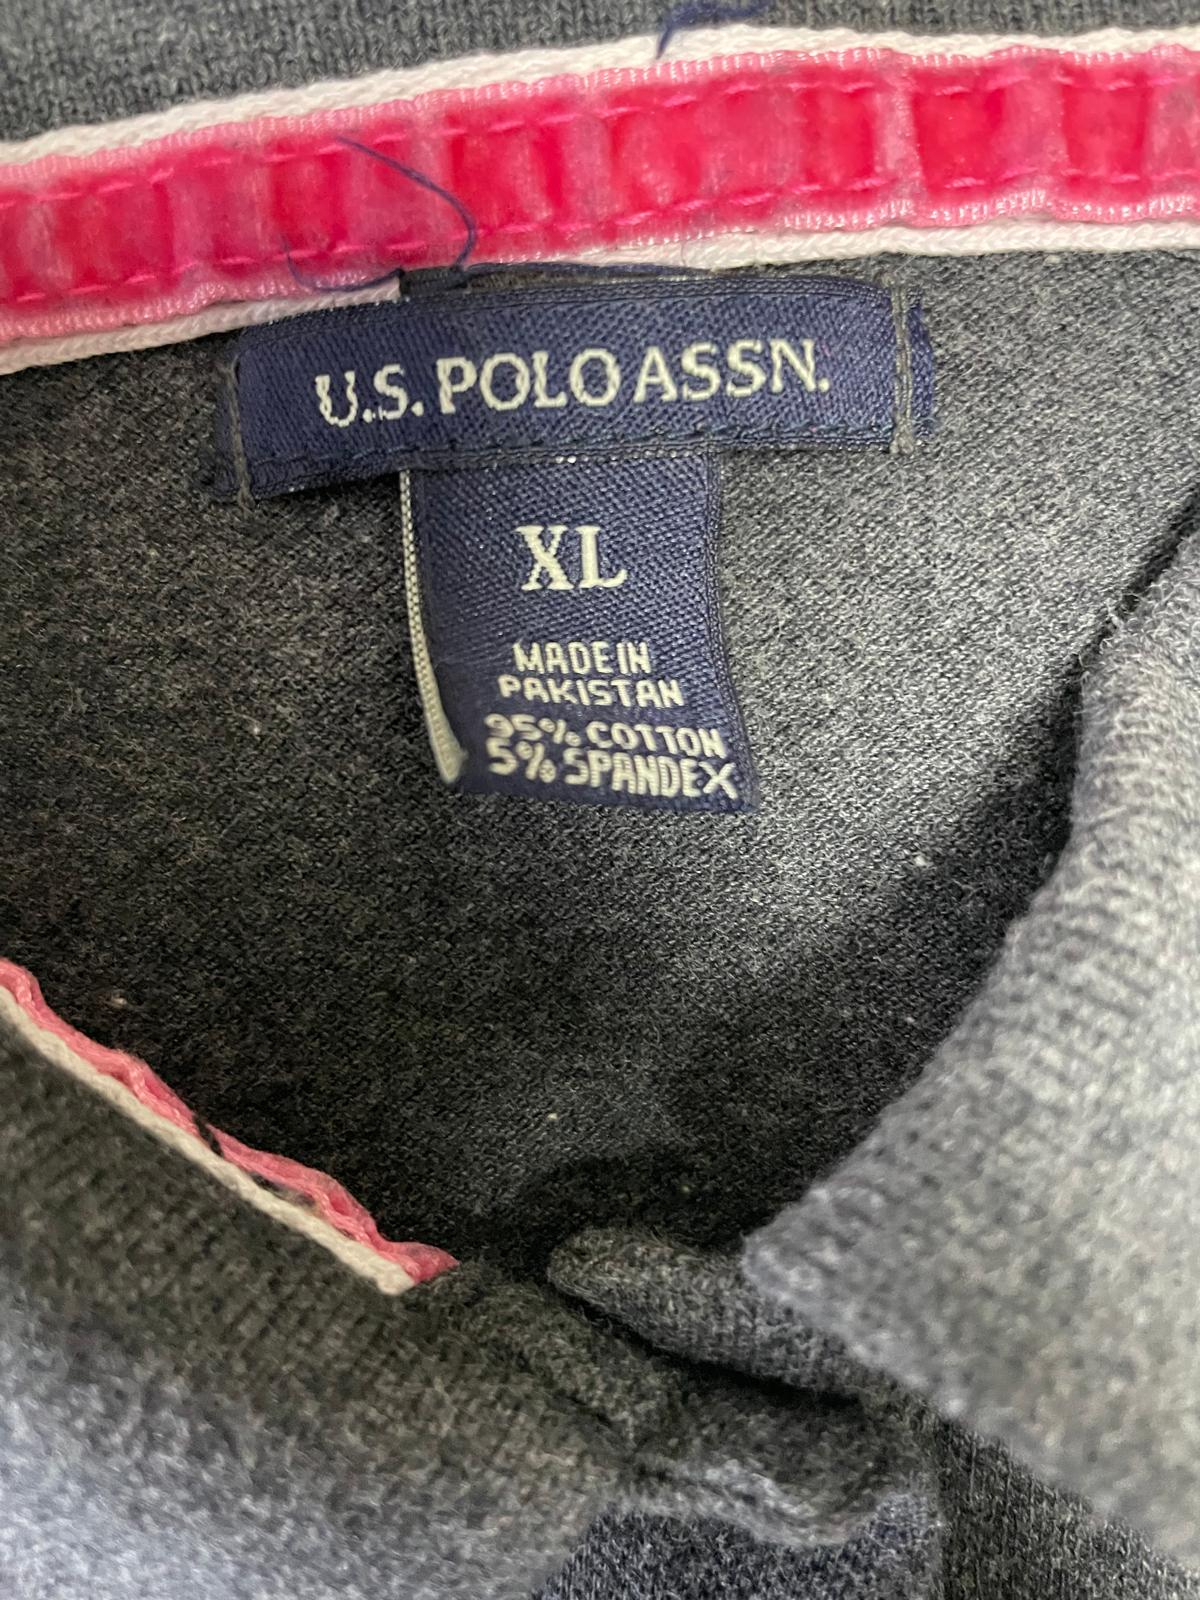 U.S. POLO ASSN.
XL
MADE IN
PAKISTAN
95% COTTON
5% SPANDEX